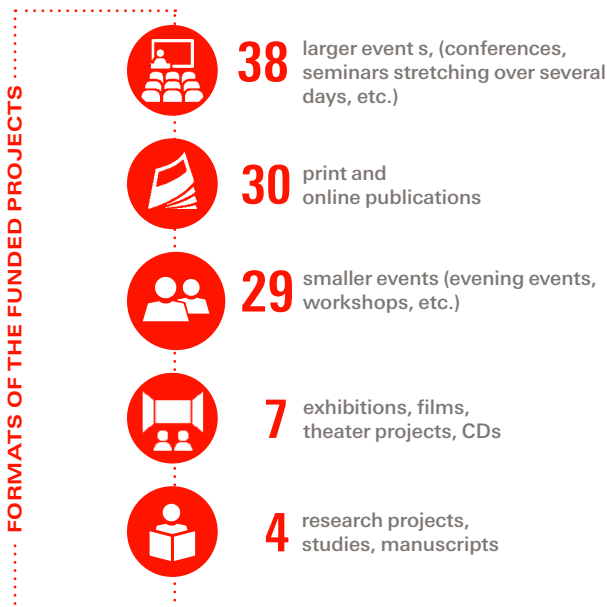 FORMATS OF THE FUNDED PROJECTS
38 larger event s, (conferences,
seminars stretching over several
days, etc.)
30 print and
online publications
29 smaller events (evening events,
workshops, etc.)
7 exhibitions, films,
theater projects, CDs
4 research projects,
studies, manuscripts